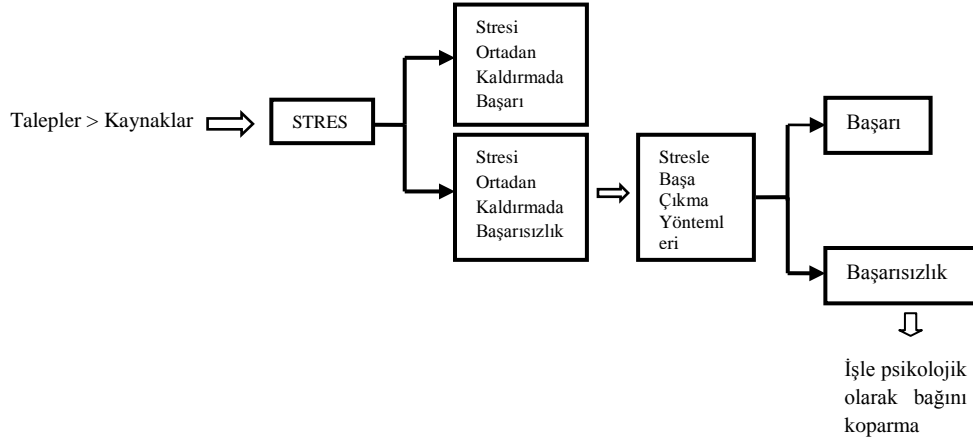 Talepler > Kaynaklar
STRES
Stresi
Ortadan
Kaldırmada
Başarı
Stresi
Ortadan
Kaldırmada
Başarısızlık
Stresle
Başa
Çıkma
Yönteml
eri
Başarı
Başarısızlık
İşle psikolojik
olarak bağını
koparma